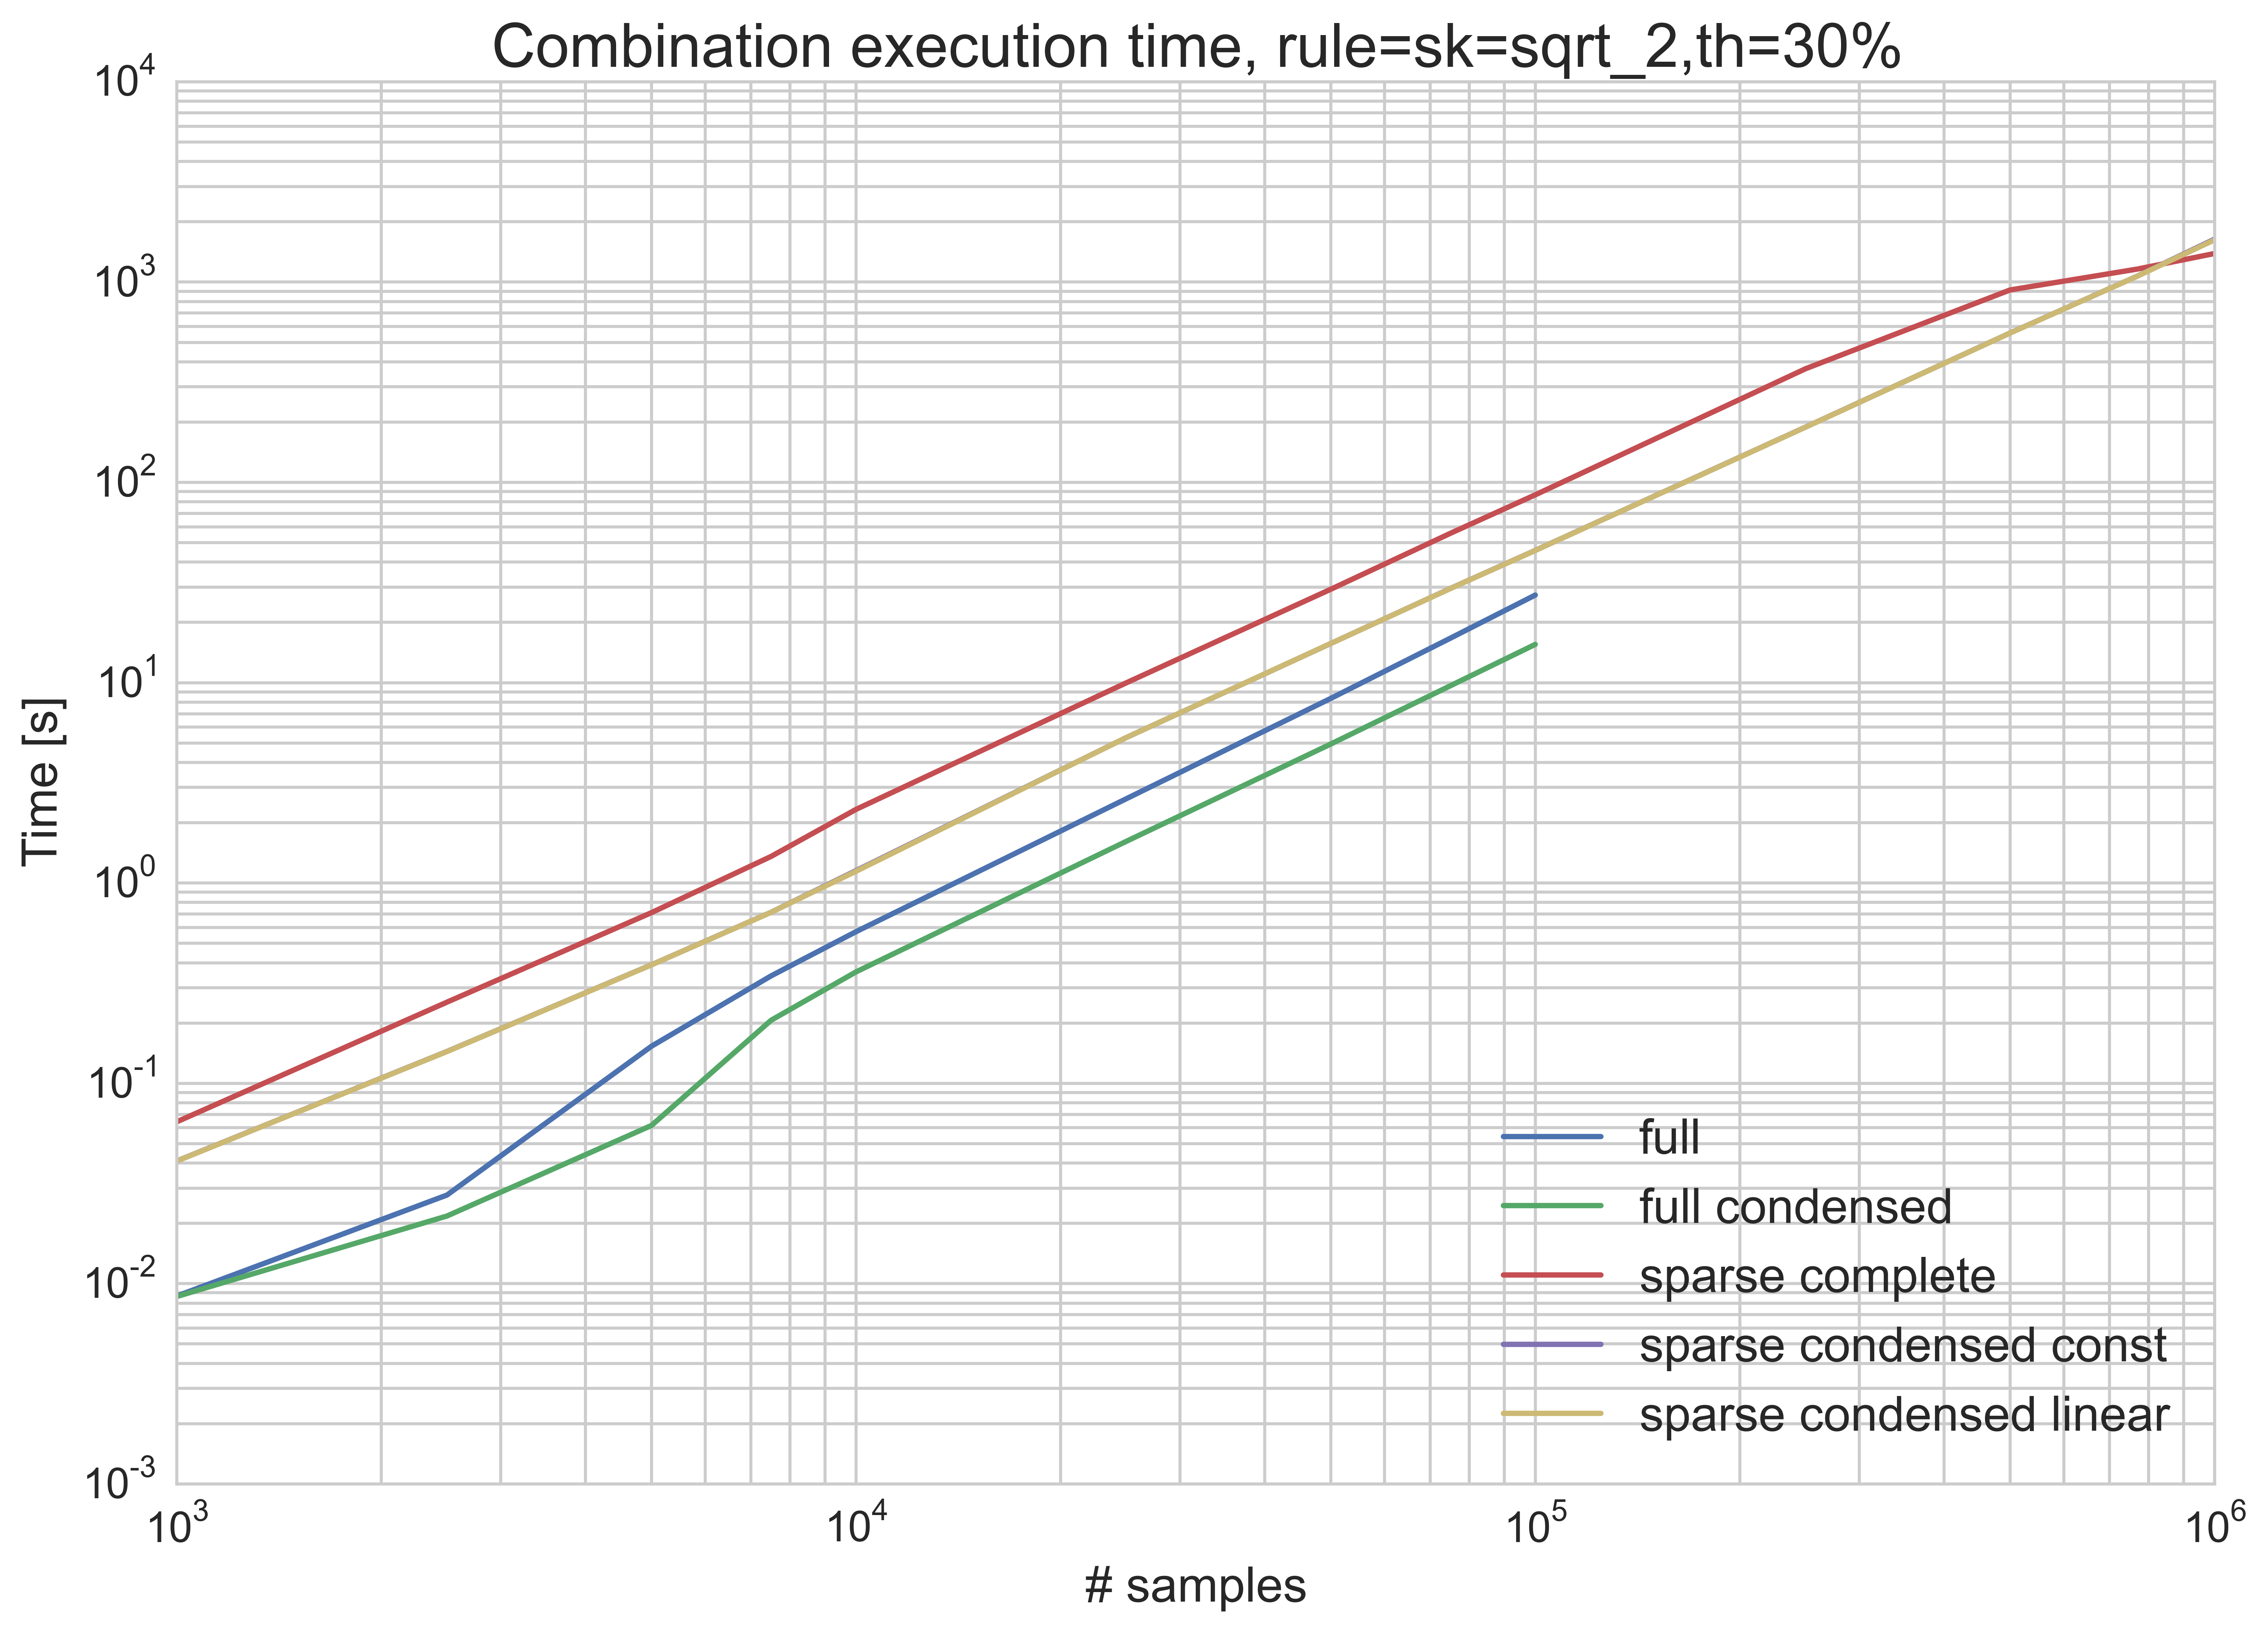 Combination execution time, rule=sk=sqrt_2,th=30%
10^4
10^3
10^2
10^1
10^0
10^-1
10^-2
10^-3
Time [s]
full
full condensed
sparse complete
sparse condensed const
sparse condensed linear
10^3 10^4 10^5 10^6
# samples